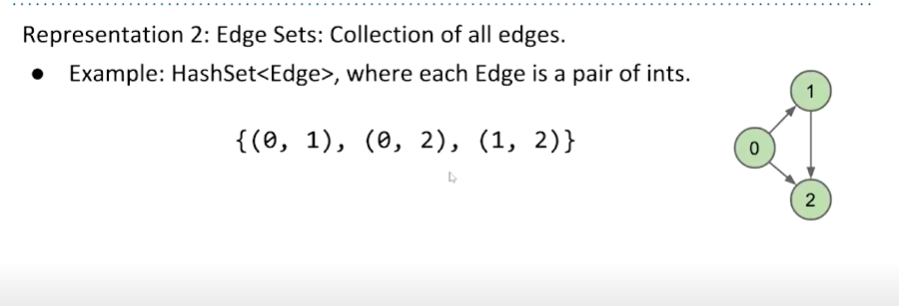 Representation 2: Edge Sets: Collection of all edges.
● Example: HashSet<Edge>, where each Edge is a pair of ints.
{(0, 1), (0, 2), (1, 2)}
1
0
2